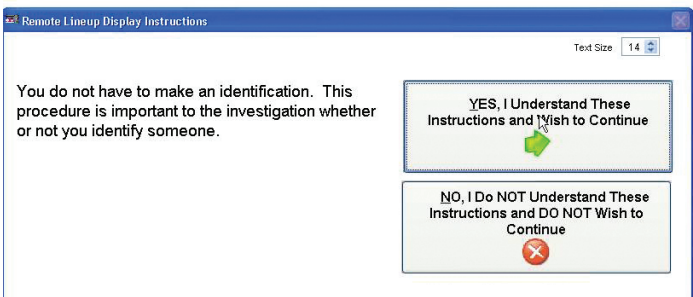 Remote Lineup Display Instructions
Text Size 14
You do not have to make an identification. This
procedure is important to the investigation whether
or not you identify someone.
YES, I Understand These
Instructions and Wish to Continue
NO, I Do NOT Understand These
Instructions and DO NOT Wish to
Continue